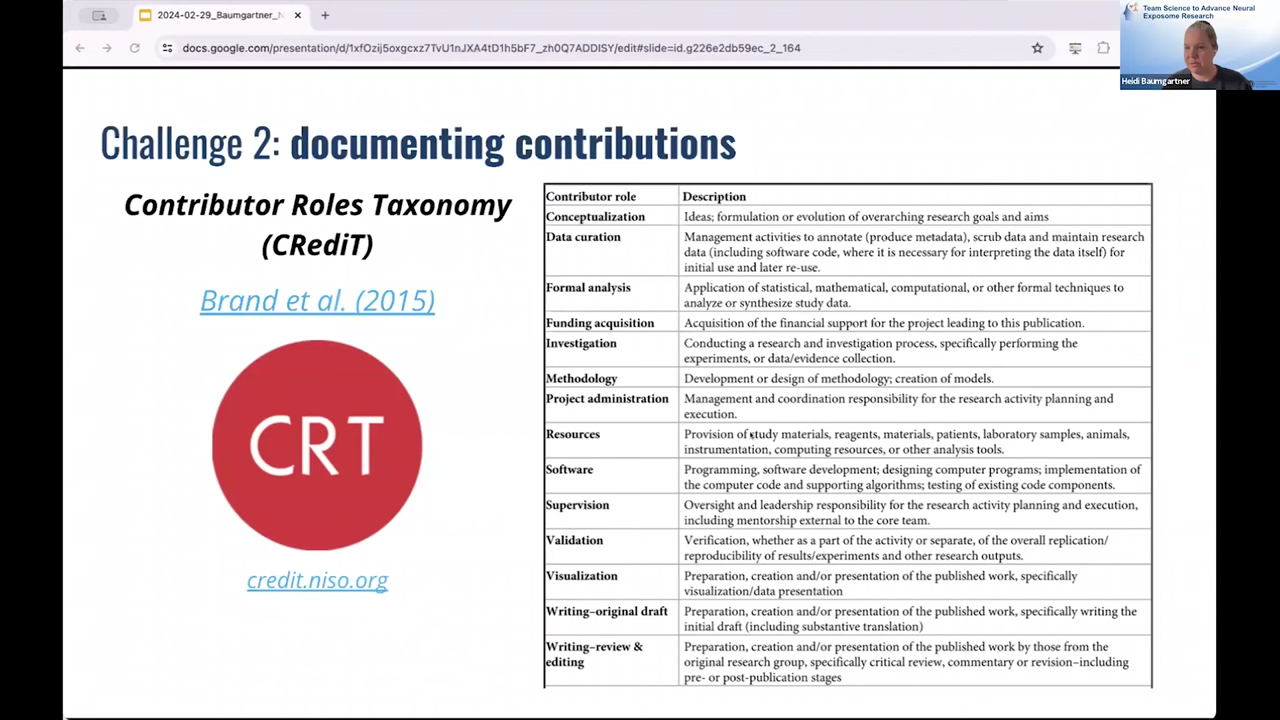 2024-02-29_Baumgartner_N
docs.google.com/presentation/d/1xfOzij5oxgcxz7TvU1nJXA4tD1h5bF7_zh0Q7ADDISY/edit#slide=id.g226e2db59ec_2_164
Team Science to Advance Neural
Exposome Research
Heidi Baumgartner
Challenge 2: documenting contributions
Contributor Roles Taxonomy
(CRediT)
Brand et al. (2015)
CRT
credit.niso.org
Contributor role Description
Conceptualization Ideas; formulation or evolution of overarching research goals and aims
Data curation Management activities to annotate (produce metadata), scrub data and maintain research
data (including software code, where it is necessary for interpreting the data itself) for
initial use and later re-use.
Formal analysis Application of statistical, mathematical, computational, or other formal techniques to
analyze or synthesize study data.
Funding acquisition Acquisition of the financial support for the project leading to this publication.
Investigation Conducting a research and investigation process, specifically performing the
experiments, or data/evidence collection.
Methodology Development or design of methodology; creation of models.
Project administration Management and coordination responsibility for the research activity planning and
execution.
Resources Provision of study materials, reagents, materials, patients, laboratory samples, animals,
instrumentation, computing resources, or other analysis tools.
Software Programming, software development; designing computer programs; implementation of
the computer code and supporting algorithms; testing of existing code components.
Supervision Oversight and leadership responsibility for the research activity planning and execution,
including mentorship external to the core team.
Validation Verification, whether as a part of the activity or separate, of the overall replication/
reproducibility of results/experiments and other research outputs.
Visualization Preparation, creation and/or presentation of the published work, specifically
visualization/data presentation
Writing–original draft Preparation, creation and/or presentation of the published work, specifically writing the
initial draft (including substantive translation)
Writing–review & Preparation, creation and/or presentation of the published work by those from the
editing original research group, specifically critical review, commentary or revision–including
pre- or post-publication stages